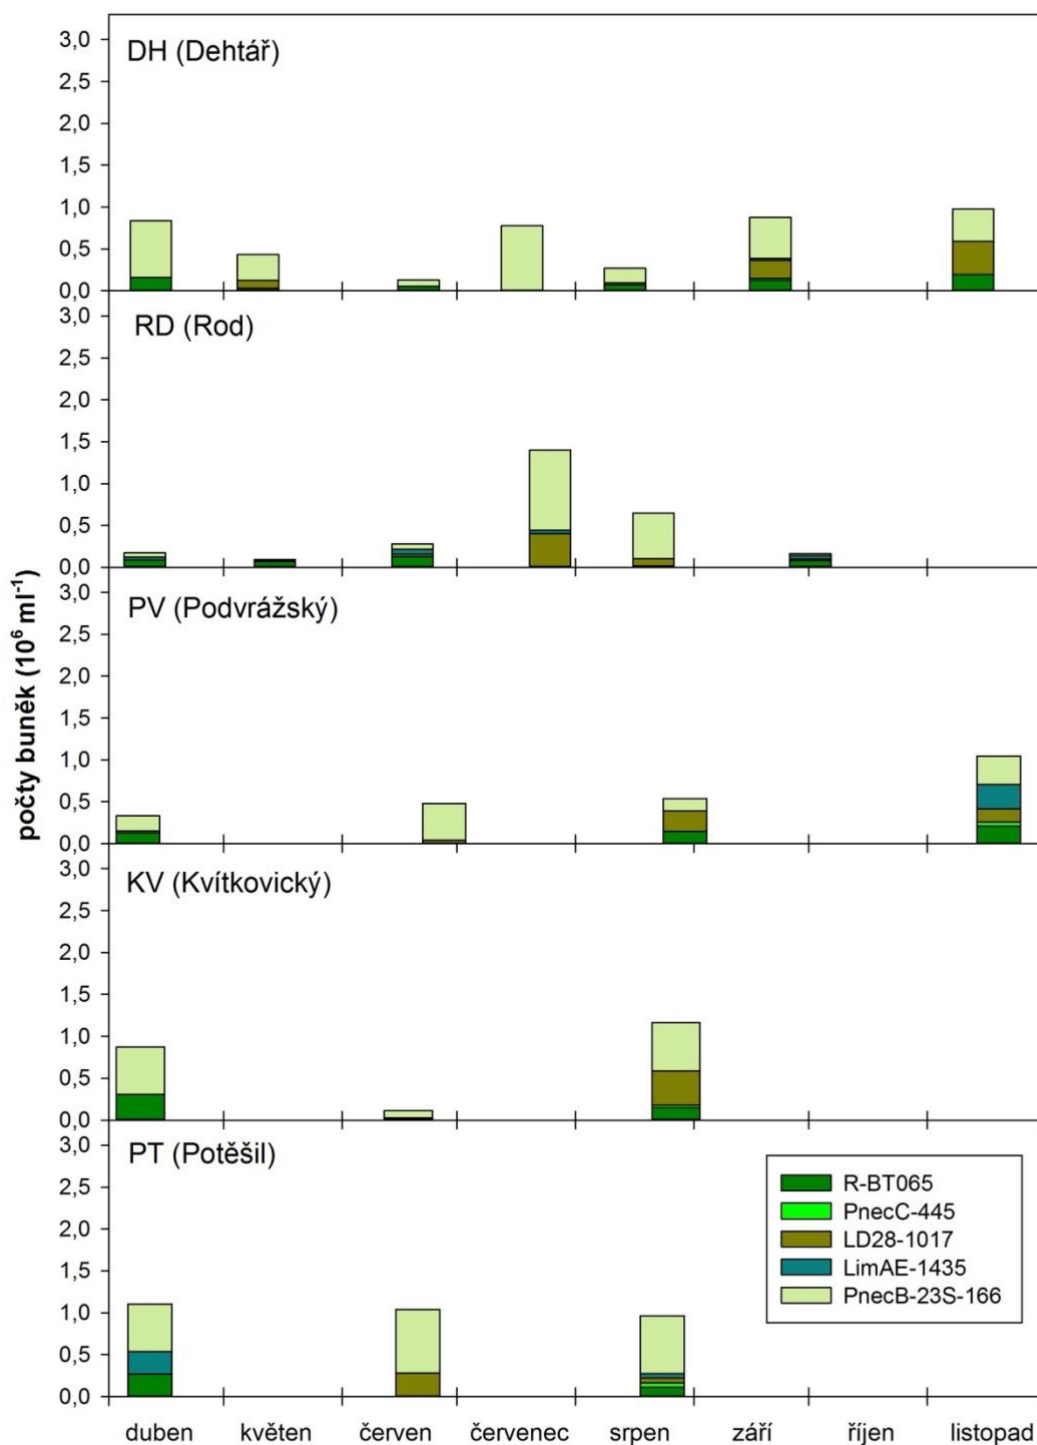 3,0
DH (Dehtář)
2,5
2,0
1,5
1,0
0,5
0,0
3,0
RD (Rod)
2,5
2,0
1,5
1,0
0,5
0,0
počty buněk (10⁶ ml⁻¹)
3,0
PV (Podvrážský)
2,5
2,0
1,5
1,0
0,5
0,0
3,0
KV (Kvítkovický)
2,5
2,0
1,5
1,0
0,5
0,0
3,0
PT (Potěšil)
2,5
2,0
1,5
1,0
0,5
0,0
R-BT065
PnecC-445
LD28-1017
LimAE-1435
PnecB-23S-166
duben květen červen červenec srpen září říjen listopad